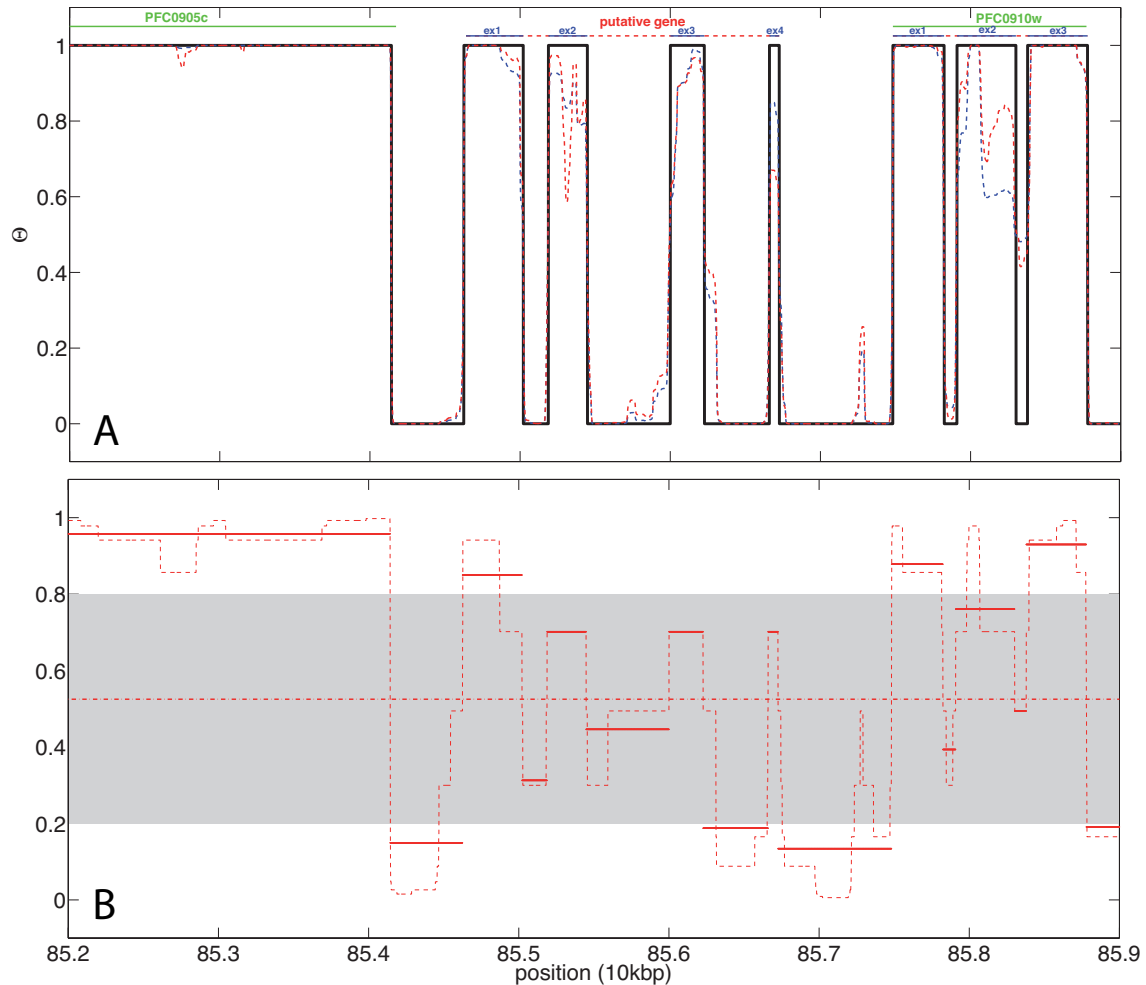 PFC0905c putative gene PFC0910w
ex1 ex2 ex3 ex4 ex1 ex2 ex3
1
0.8
0.6
Θ
0.4
0.2
0
A
1
0.8
0.6
0.4
0.2
0
B
85.2 85.3 85.4 85.5 85.6 85.7 85.8 85.9
position (10kbp)